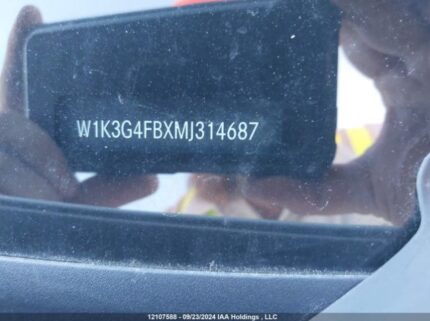 W1K3G4FBXMJ314687
12107588 - 09/23/2024 IAA Holdings , LLC